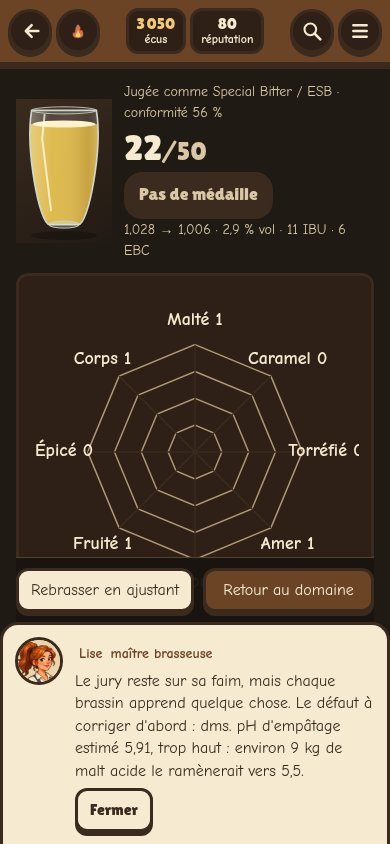 3 050
écus
80
réputation
Jugée comme Special Bitter / ESB ·
conformité 56 %
22/50
Pas de médaille
1,028 → 1,006 · 2,9 % vol · 11 IBU · 6
EBC
Malté 1
Corps 1
Caramel 0
Épicé 0
Torréfié 0
Fruité 1
Amer 1
Rebrasser en ajustant
Retour au domaine
Lise maître brasseuse
Le jury reste sur sa faim, mais chaque
brassin apprend quelque chose. Le défaut à
corriger d'abord : dms. pH d'empâtage
estimé 5,91, trop haut : environ 9 kg de
malt acide le ramènerait vers 5,5.
Fermer